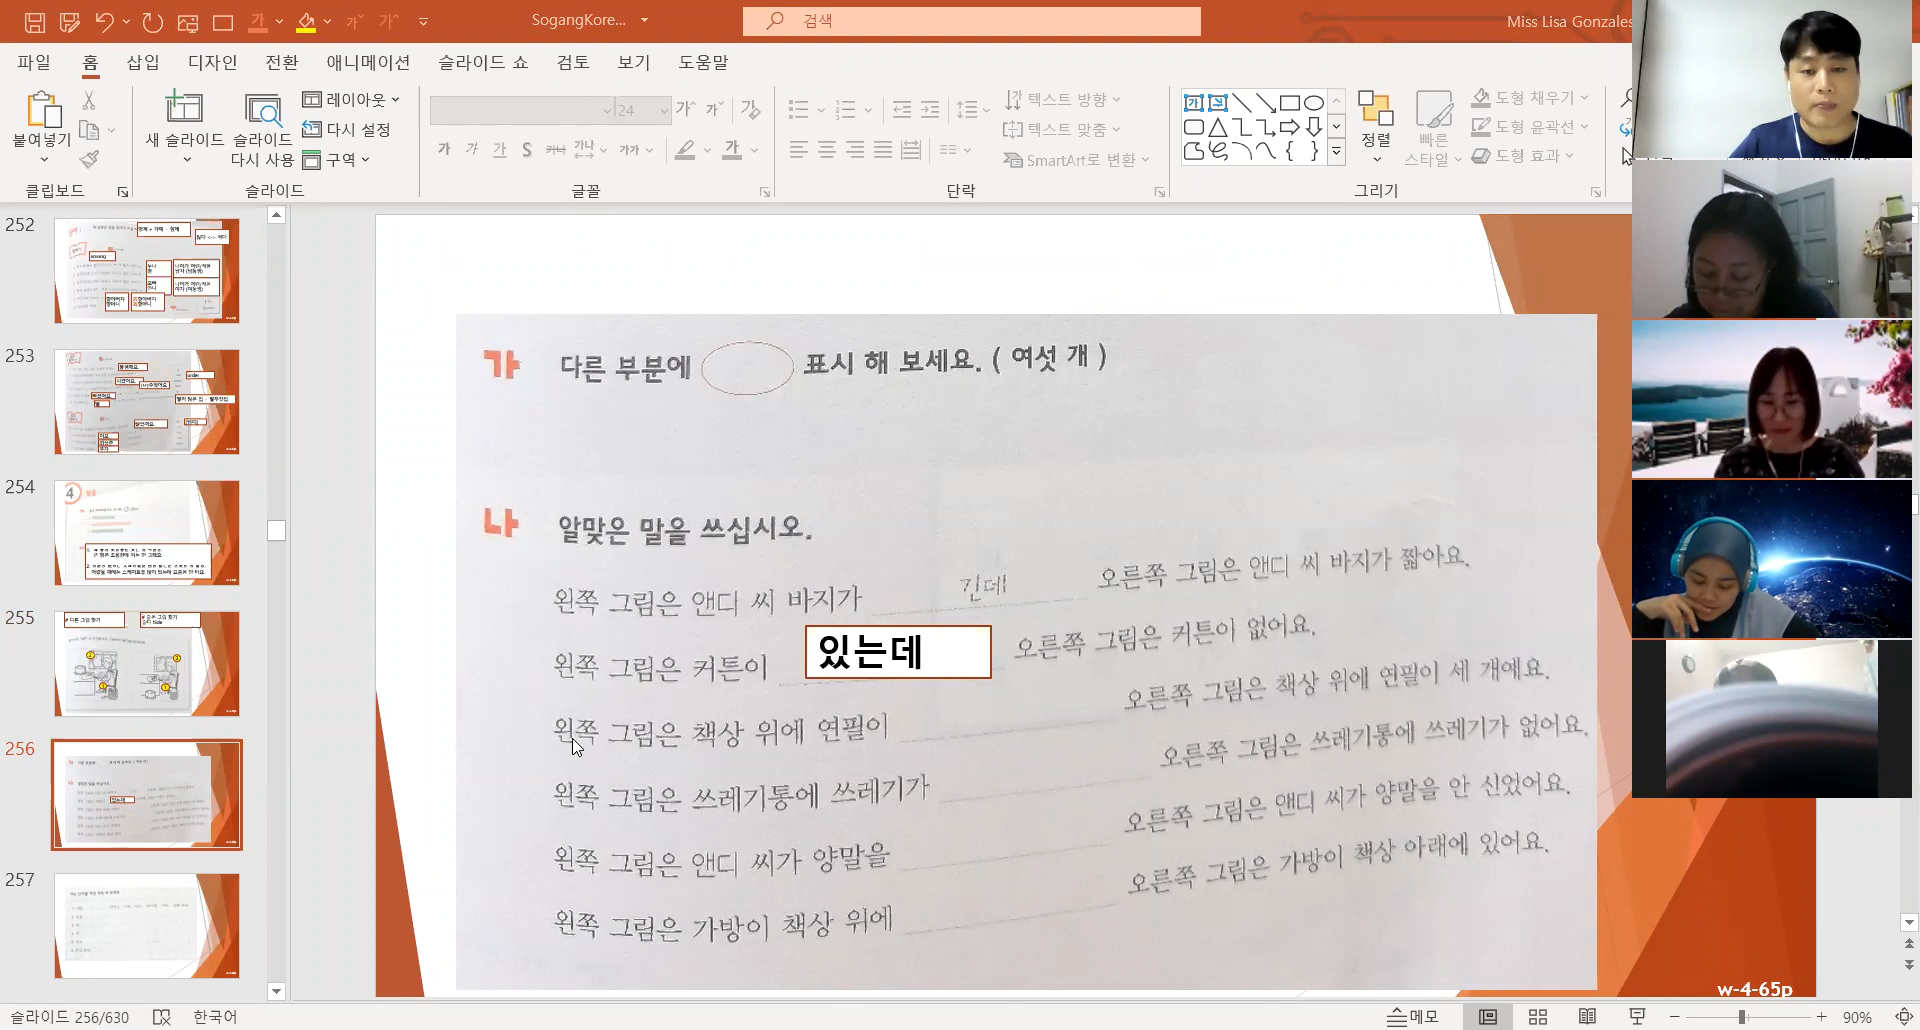 SogangKore...
검색
Miss Lisa Gonzales
파일 홈 삽입 디자인 전환 애니메이션 슬라이드 쇼 검토 보기 도움말
붙여넣기
새 슬라이드
슬라이드 다시 사용
레이아웃
다시 설정
구역
24
텍스트 방향
텍스트 맞춤
SmartArt로 변환
정렬
빠른 스타일
도형 채우기
도형 윤곽선
도형 효과
클립보드 슬라이드 글꼴 단락 그리기
252
253
254
255
256
257
가 다른 부분에 표시 해 보세요. ( 여섯 개 )
나 알맞은 말을 쓰십시오.
왼쪽 그림은 앤디 씨 바지가 긴데 오른쪽 그림은 앤디 씨 바지가 짧아요.
왼쪽 그림은 커튼이 있는데 오른쪽 그림은 커튼이 없어요.
왼쪽 그림은 책상 위에 연필이 오른쪽 그림은 책상 위에 연필이 세 개예요.
왼쪽 그림은 쓰레기통에 쓰레기가 오른쪽 그림은 쓰레기통에 쓰레기가 없어요.
왼쪽 그림은 앤디 씨가 양말을 오른쪽 그림은 앤디 씨가 양말을 안 신었어요.
왼쪽 그림은 가방이 책상 위에 오른쪽 그림은 가방이 책상 아래에 있어요.
w-4-65p
슬라이드 256/630 한국어 메모 90%